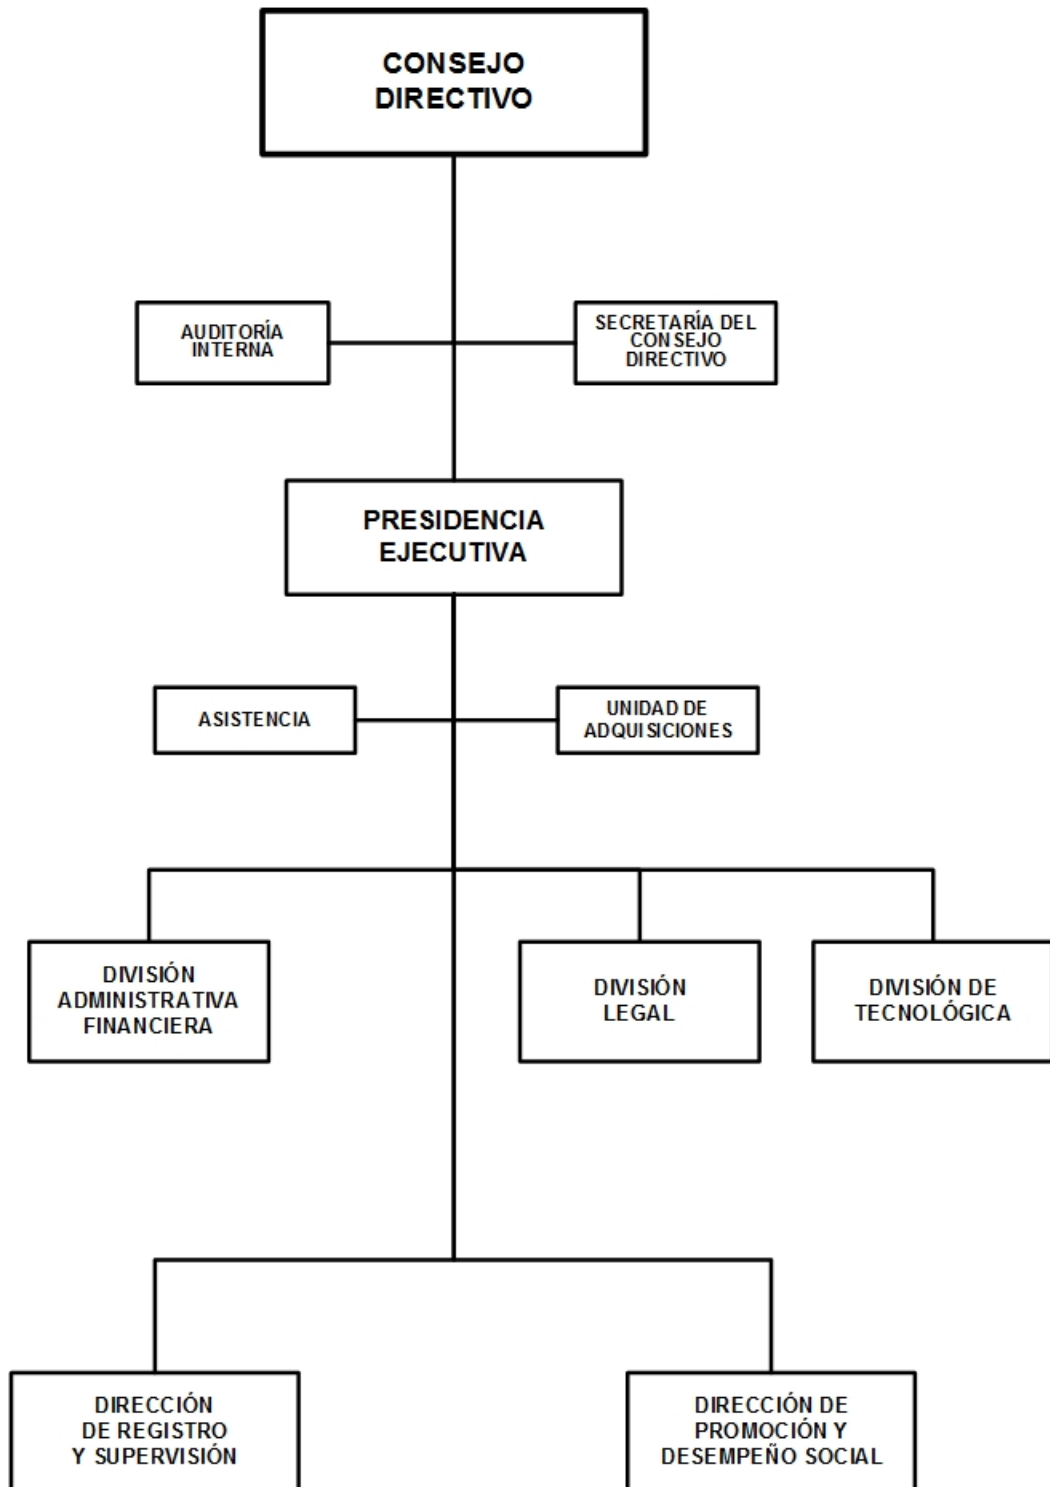 CONSEJO
DIRECTIVO
AUDITORÍA
INTERNA
SECRETARÍA DEL
CONSEJO
DIRECTIVO
PRESIDENCIA
EJECUTIVA
ASISTENCIA
UNIDAD DE
ADQUISICIONES
DIVISIÓN
ADMINISTRATIVA
FINANCIERA
DIVISIÓN
LEGAL
DIVISIÓN DE
TECNOLÓGICA
DIRECCIÓN
DE REGISTRO
Y SUPERVISIÓN
DIRECCIÓN DE
PROMOCIÓN Y
DESEMPEÑO SOCIAL